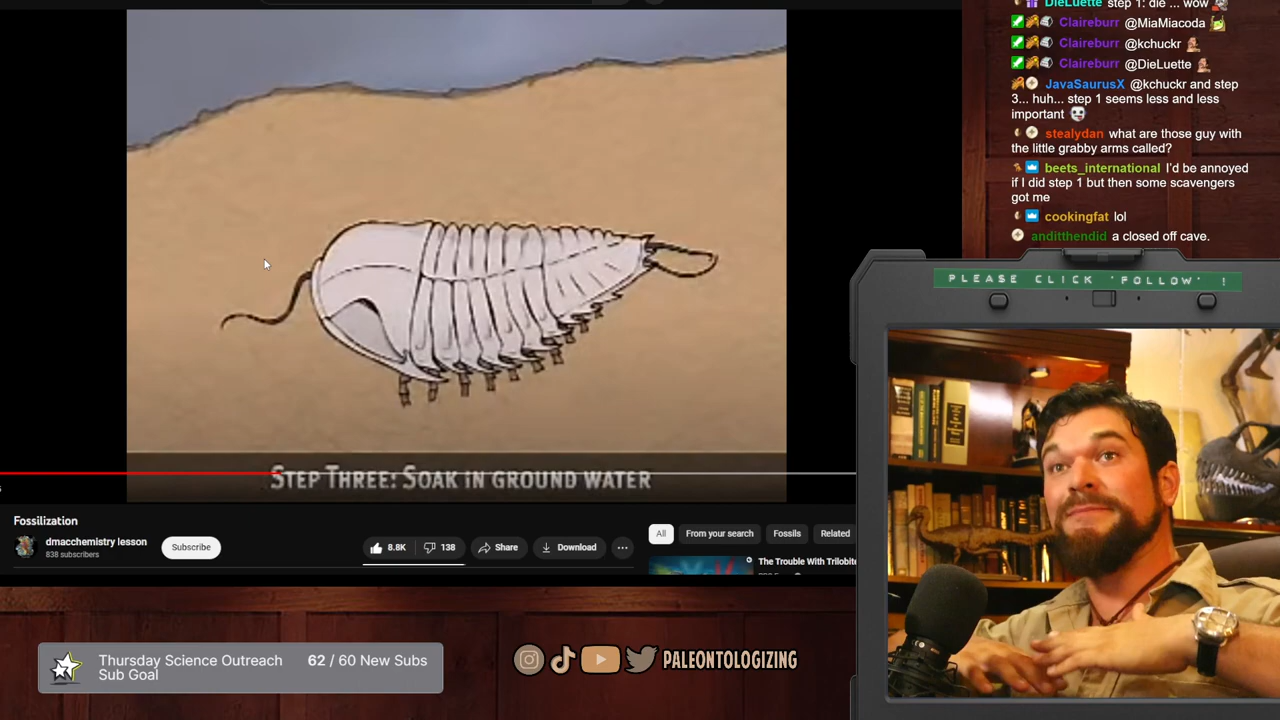 DieLuette step 1: die ... wow
Claireburr @MiaMiacoda
Claireburr @kchuckr
Claireburr @DieLuette
JavaSaurusX @kchuckr and step
3... huh... step 1 seems less and less
important
stealydan what are those guy with
the little grabby arms called?
beets_international I'd be annoyed
if I did step 1 but then some scavengers
got me
cookingfat lol
anditthendid a closed off cave.
PLEASE CLICK 'FOLLOW' !
STEP THREE: SOAK IN GROUND WATER
Fossilization
dmacchemistry lesson
838 subscribers
Subscribe
8.8K
138
Share
Download
All
From your search
Fossils
Related
The Trouble With Trilobite
Thursday Science Outreach
Sub Goal
62 / 60 New Subs
PALEONTOLOGIZING